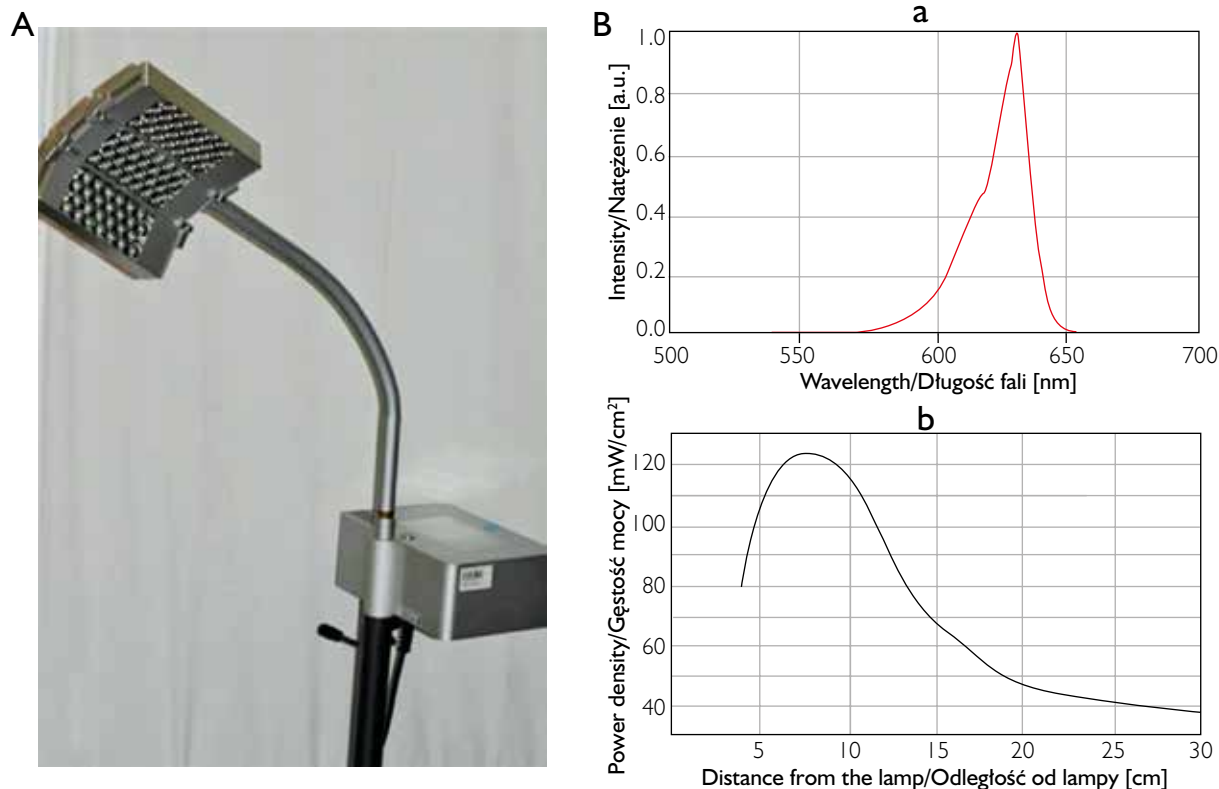 A
B
a
Intensity/Natężenie [a.u.]
1.0
0.8
0.6
0.4
0.2
0.0
500
550
600
650
700
Wavelength/Długość fali [nm]
b
Power density/Gęstość mocy [mW/cm²]
120
100
80
60
40
5
10
15
20
25
30
Distance from the lamp/Odległość od lampy [cm]